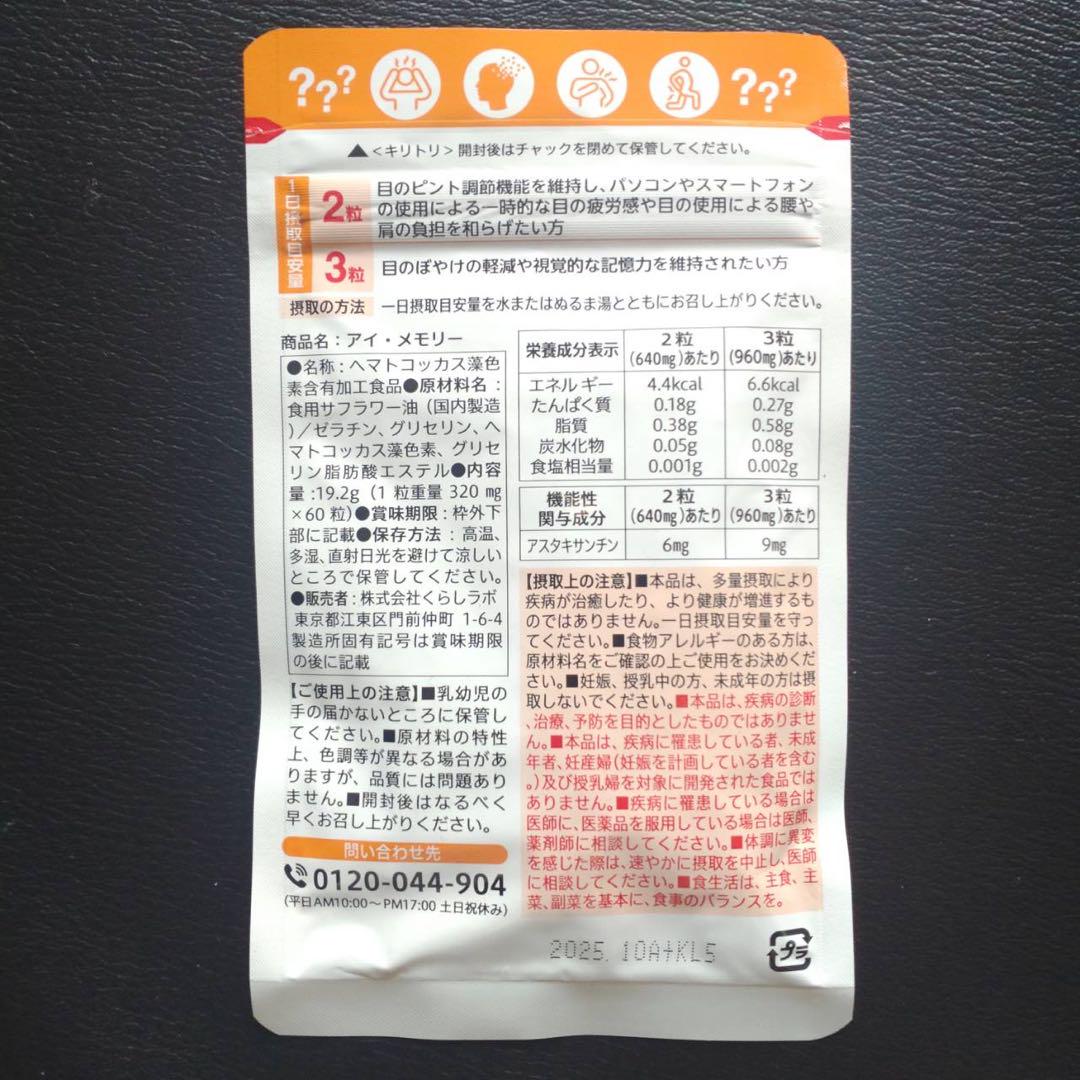 ??? ???
▲<キリトリ>開封後はチャックを閉めて保管してください。
1日摂取目安量
2粒
目のピント調節機能を維持し、パソコンやスマートフォン
の使用による一時的な目の疲労感や目の使用による腰や
肩の負担を和らげたい方
3粒
目のぼやけの軽減や視覚的な記憶力を維持されたい方
摂取の方法 一日摂取目安量を水またはぬるま湯とともにお召し上がりください。
商品名：アイ・メモリー
●名称：ヘマトコッカス藻色
素含有加工食品●原材料名：
食用サフラワー油（国内製造
）／ゼラチン、グリセリン、ヘ
マトコッカス藻色素、グリセ
リン脂肪酸エステル●内容
量:19.2g（1粒重量 320 mg
×60 粒）●賞味期限：枠外下
部に記載●保存方法：高温、
多湿、直射日光を避けて涼しい
ところで保管してください。
●販売者：株式会社くらしラボ
東京都江東区門前仲町 1-6-4
製造所固有記号は賞味期限
の後に記載
【ご使用上の注意】■乳幼児の
手の届かないところに保管し
てください。■原材料の特性
上、色調等が異なる場合があ
りますが、品質には問題あり
ません。■開封後はなるべく
早くお召し上がりください。
問い合わせ先
0120-044-904
(平日AM10:00～PM17:00 土日祝休み)
栄養成分表示 2粒 (640mg)あたり 3粒 (960mg)あたり
エネルギー 4.4kcal 6.6kcal
たんぱく質 0.18g 0.27g
脂質 0.38g 0.58g
炭水化物 0.05g 0.08g
食塩相当量 0.001g 0.002g
機能性関与成分 2粒 (640mg)あたり 3粒 (960mg)あたり
アスタキサンチン 6mg 9mg
【摂取上の注意】■本品は、多量摂取により
疾病が治癒したり、より健康が増進するも
のではありません。一日摂取目安量を守っ
てください。■食物アレルギーのある方は、
原材料名をご確認の上ご使用をお決めくだ
さい。■妊娠、授乳中の方、未成年の方は摂
取しないでください。■本品は、疾病の診断
、治療、予防を目的としたものではありませ
ん。■本品は、疾病に罹患している者、未成
年者、妊産婦(妊娠を計画している者を含む
。)及び授乳婦を対象に開発された食品では
ありません。■疾病に罹患している場合は
医師に、医薬品を服用している場合は医師、
薬剤師に相談してください。■体調に異変
を感じた際は、速やかに摂取を中止し、医師
に相談してください。■食生活は、主食、主
菜、副菜を基本に、食事のバランスを。
2025. 10A+KL5
プラ